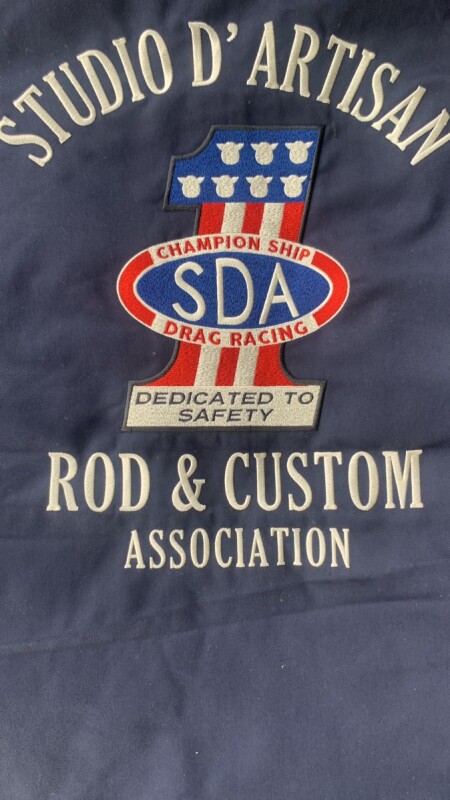 STUDIO D' ARTISAN
CHAMPION SHIP
SDA
DRAG RACING
DEDICATED TO
SAFETY
ROD & CUSTOM
ASSOCIATION